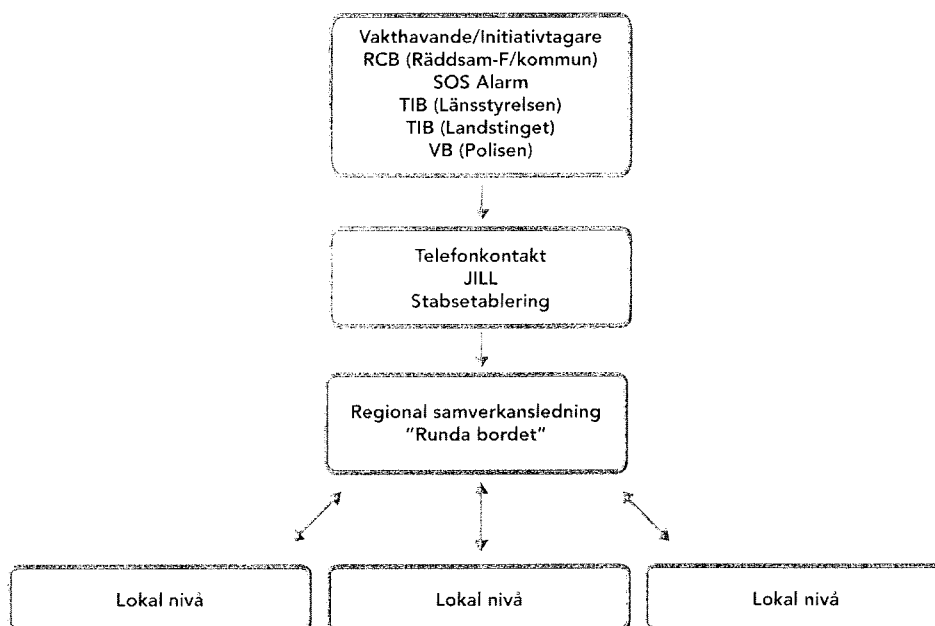 Vakthavande/Initiativtagare
RCB (Räddsam-F/kommun)
SOS Alarm
TIB (Länsstyrelsen)
TIB (Landstinget)
VB (Polisen)
Telefonkontakt
JILL
Stabsetablering
Regional samverkansledning
"Runda bordet"
Lokal nivå
Lokal nivå
Lokal nivå